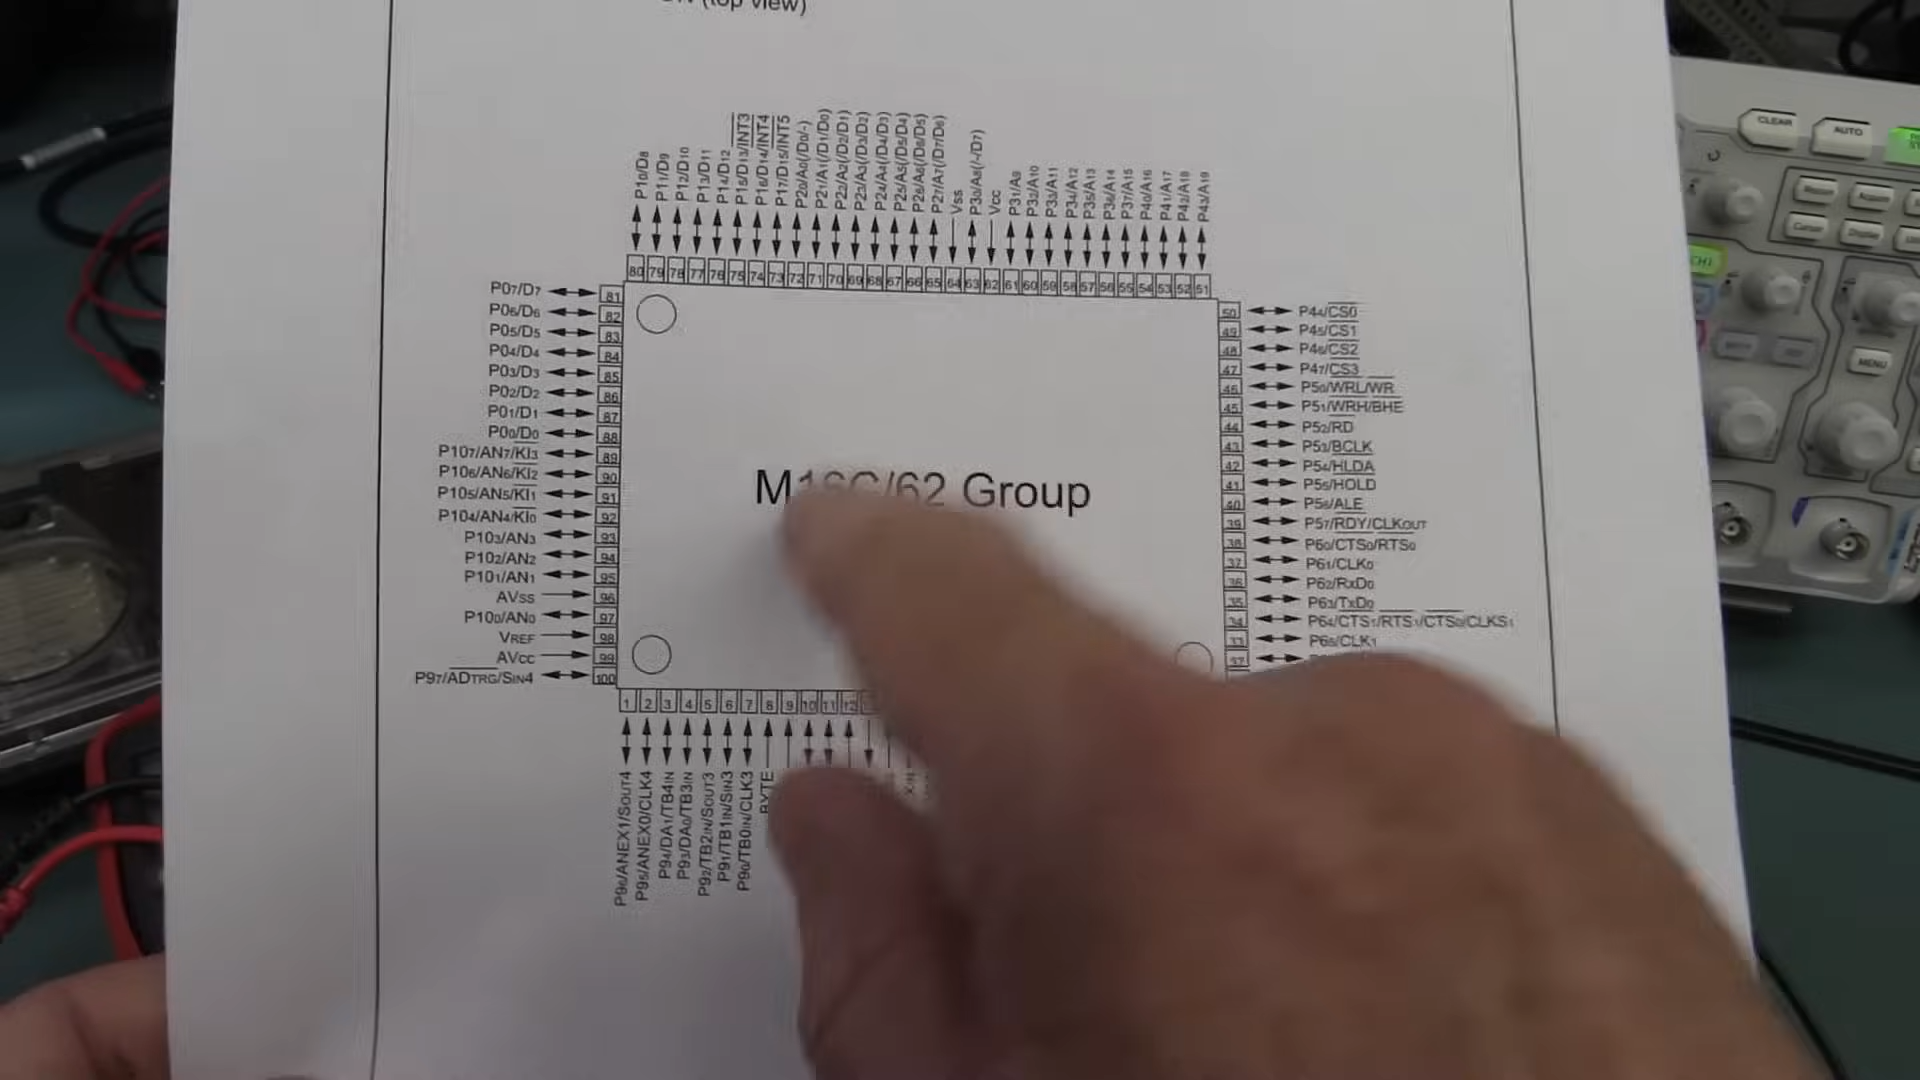 (top view)
P10/D8
P11/D9
P12/D10
P13/D11
P14/D12
P15/D13/INT3
P16/D14/INT4
P17/D15/INT5
P20/A0(/D0/-)
P21/A1(/D1/D0)
P22/A2(/D2/D1)
P23/A3(/D3/D2)
P24/A4(/D4/D3)
P25/A5(/D5/D4)
P26/A6(/D6/D5)
P27/A7(/D7/D6)
Vss
P30/A8(/-/D7)
Vcc
P31/A9
P32/A10
P33/A11
P34/A12
P35/A13
P36/A14
P37/A15
P40/A16
P41/A17
P42/A18
P43/A19
80 79 78 77 76 75 74 73 72 71 70 69 68 67 66 65 64 63 62 61 60 59 58 57 56 55 54 53 52 51
P07/D7 81
P06/D6 82
P05/D5 83
P04/D4 84
P03/D3 85
P02/D2 86
P01/D1 87
P00/D0 88
P107/AN7/KI3 89
P106/AN6/KI2 90
P105/AN5/KI1 91
P104/AN4/KI0 92
P103/AN3 93
P102/AN2 94
P101/AN1 95
AVss 96
P100/AN0 97
VREF 98
AVcc 99
P97/ADTRG/SIN4 100
M16C/62 Group
50 P44/CS0
49 P45/CS1
48 P46/CS2
47 P47/CS3
46 P50/WRL/WR
45 P51/WRH/BHE
44 P52/RD
43 P53/BCLK
42 P54/HLDA
41 P55/HOLD
40 P56/ALE
39 P57/RDY/CLKOUT
38 P60/CTS0/RTS0
37 P61/CLK0
36 P62/RxD0
35 P63/TxD0
34 P64/CTS1/RTS1/CTS0/CLKS1
33 P65/CLK1
32
1 2 3 4 5 6 7 8 9 10 11 12
P96/ANEX1/SOUT4
P95/ANEX0/CLK4
P94/DA1/TB4IN
P93/DA0/TB3IN
P92/TB2IN/SOUT3
P91/TB1IN/SIN3
P90/TB0IN/CLK3
BYTE
CLEAR
AUTO
CH1
MENU